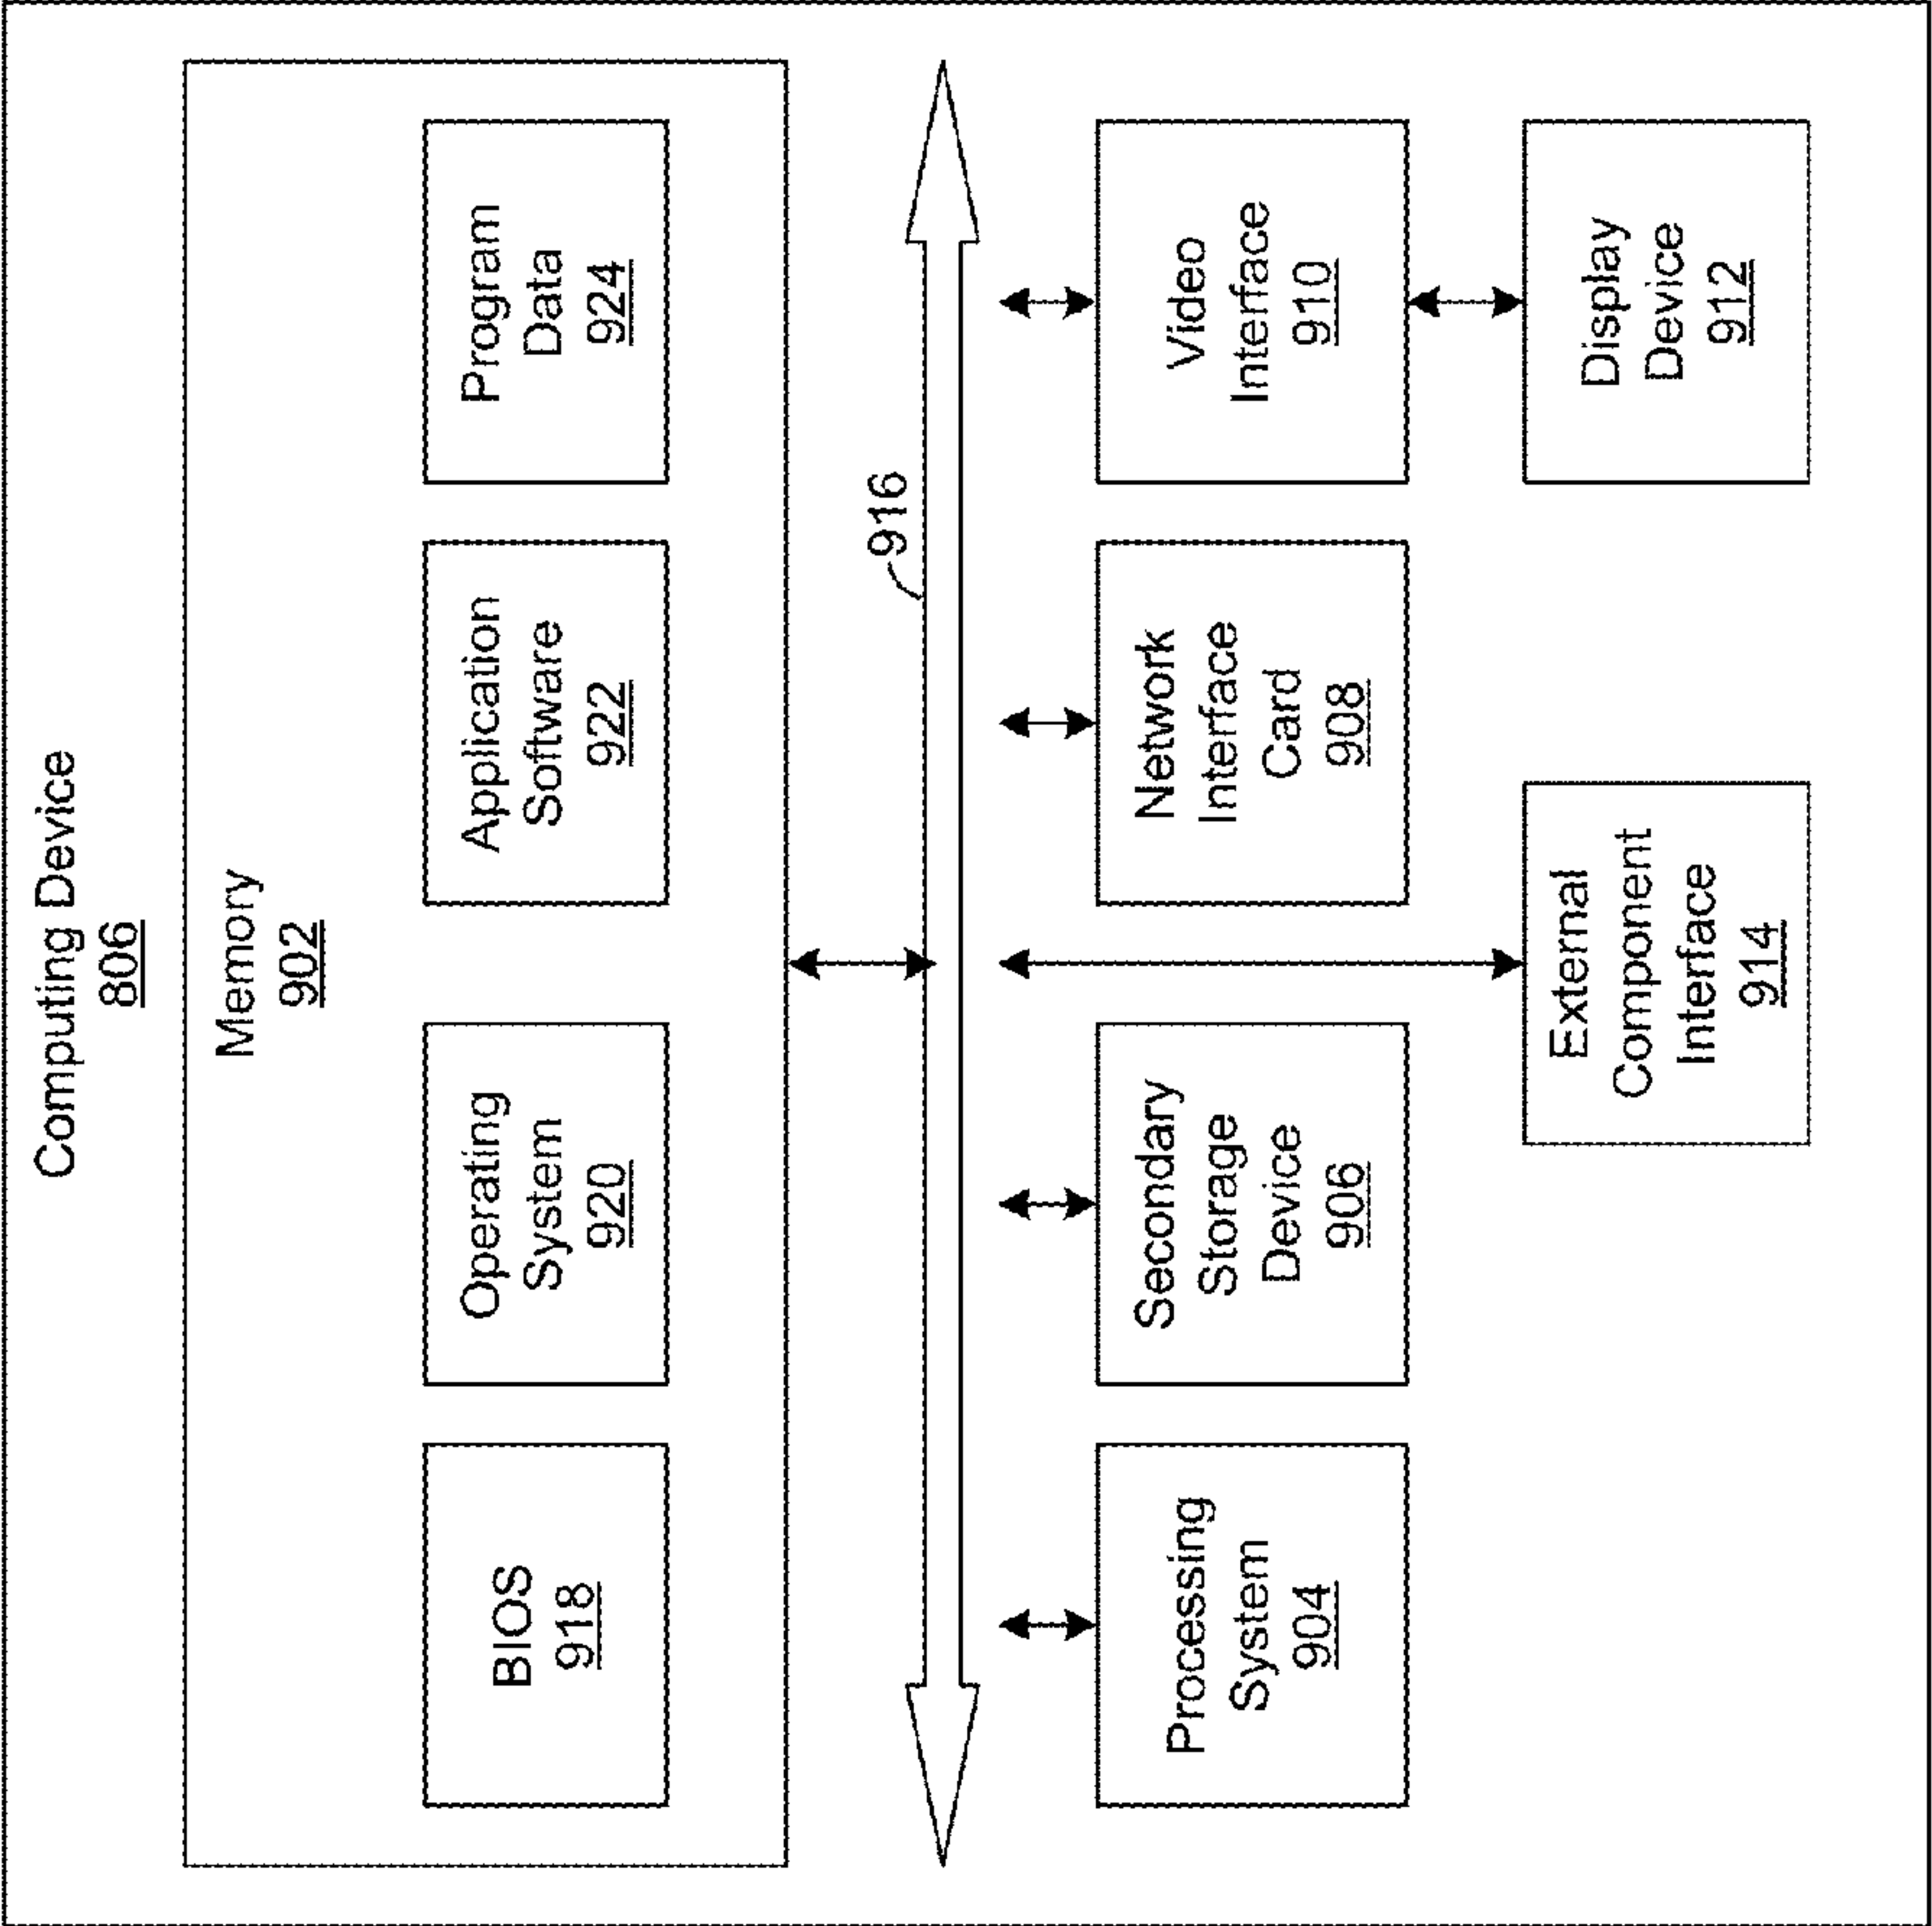 Computing Device
806
Memory
902
BIOS
918
Operating
System
920
Application
Software
922
Program
Data
924
916
Processing
System
904
Secondary
Storage
Device
906
Network
Interface
Card
908
Video
Interface
910
External
Component
Interface
914
Display
Device
912